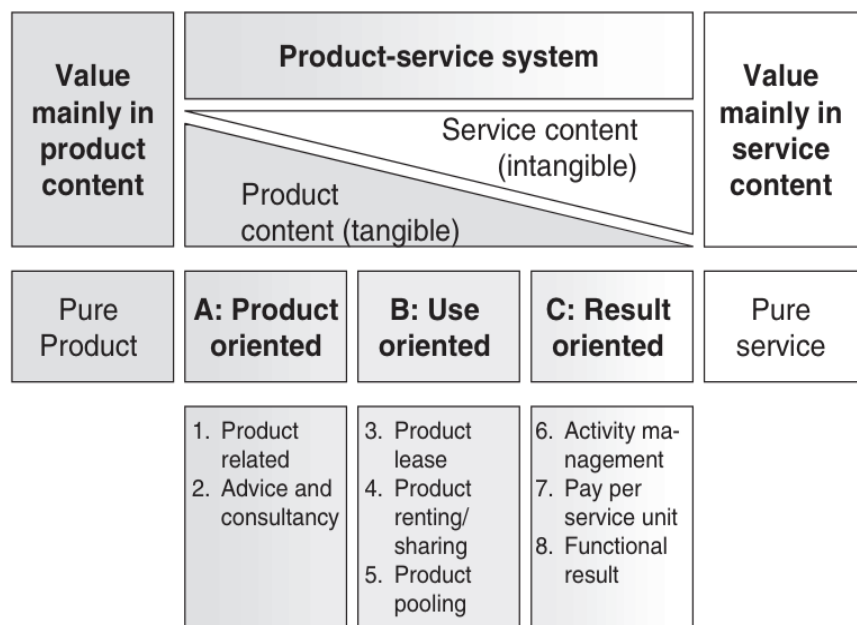 Value
mainly in
product
content
Product-service system
Service content
(intangible)
Product
content (tangible)
Value
mainly in
service
content
Pure
Product
A: Product
oriented
B: Use
oriented
C: Result
oriented
Pure
service
1. Product
related
2. Advice and
consultancy
3. Product
lease
4. Product
renting/
sharing
5. Product
pooling
6. Activity ma-
nagement
7. Pay per
service unit
8. Functional
result